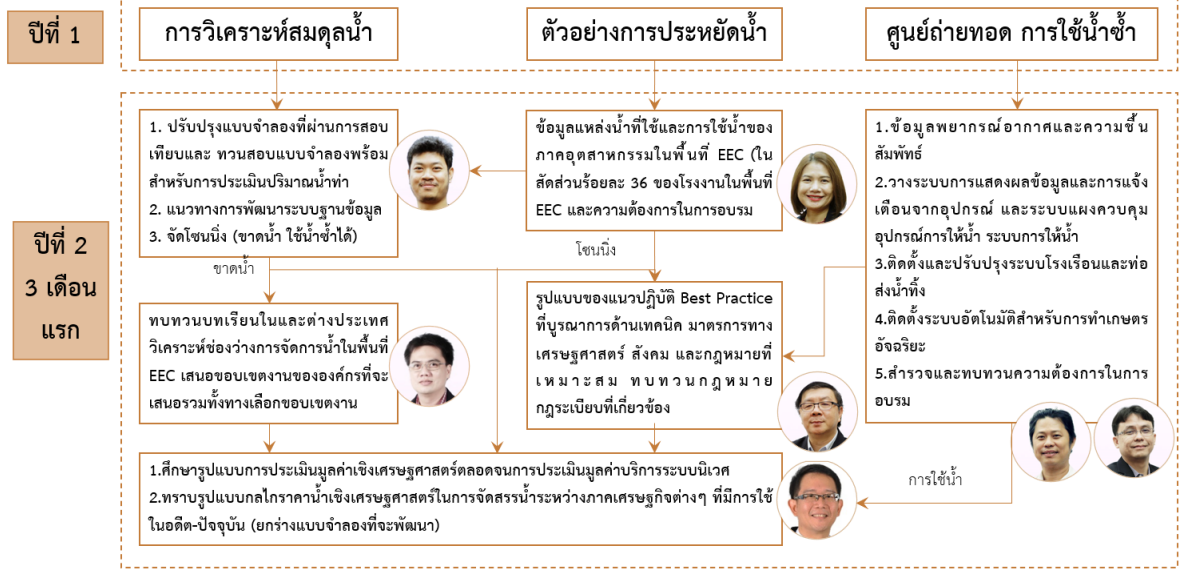 ปีที่ 1
การวิเคราะห์สมดุลน้ำ
ตัวอย่างการประหยัดน้ำ
ศูนย์ถ่ายทอด การใช้น้ำซ้ำ
ปีที่ 2
3 เดือน
แรก
1. ปรับปรุงแบบจำลองที่ผ่านการสอบ
เทียบและ ทวนสอบแบบจำลองพร้อม
สำหรับการประเมินปริมาณน้ำท่า
2. แนวทางการพัฒนาระบบฐานข้อมูล
3. จัดโซนนิ่ง (ขาดน้ำ ใช้น้ำซ้ำได้)
ข้อมูลแหล่งน้ำที่ใช้และการใช้น้ำของ
ภาคอุตสาหกรรมในพื้นที่ EEC (ใน
สัดส่วนร้อยละ 36 ของโรงงานในพื้นที่
EEC และความต้องการในการอบรม
1.ข้อมูลพยากรณ์อากาศและความชื้น
สัมพัทธ์
2.วางระบบการแสดงผลข้อมูลและการแจ้ง
เตือนจากอุปกรณ์ และระบบแผงควบคุม
อุปกรณ์การให้น้ำ ระบบการให้น้ำ
3.ติดตั้งและปรับปรุงระบบโรงเรือนและท่อ
ส่งน้ำทิ้ง
4.ติดตั้งระบบอัตโนมัติสำหรับการทำเกษตร
อัจฉริยะ
5.สำรวจและทบทวนความต้องการในการ
อบรม
ขาดน้ำ
โซนนิ่ง
ทบทวนบทเรียนในและต่างประเทศ
วิเคราะห์ช่องว่างการจัดการน้ำในพื้นที่
EEC เสนอขอบเขตงานขององค์กรที่จะ
เสนอรวมทั้งทางเลือกขอบเขตงาน
รูปแบบของแนวปฏิบัติ Best Practice
ที่บูรณาการด้านเทคนิค มาตรการทาง
เศรษฐศาสตร์ สังคม และกฎหมายที่
เหมาะสม ทบทวนกฎหมาย
กฎระเบียบที่เกี่ยวข้อง
การใช้น้ำ
1.ศึกษารูปแบบการประเมินมูลค่าเชิงเศรษฐศาสตร์ตลอดจนการประเมินมูลค่าบริการระบบนิเวศ
2.ทราบรูปแบบกลไกราคาน้ำเชิงเศรษฐศาสตร์ในการจัดสรรน้ำระหว่างภาคเศรษฐกิจต่างๆ ที่มีการใช้
ในอดีต-ปัจจุบัน (ยกร่างแบบจำลองที่จะพัฒนา)